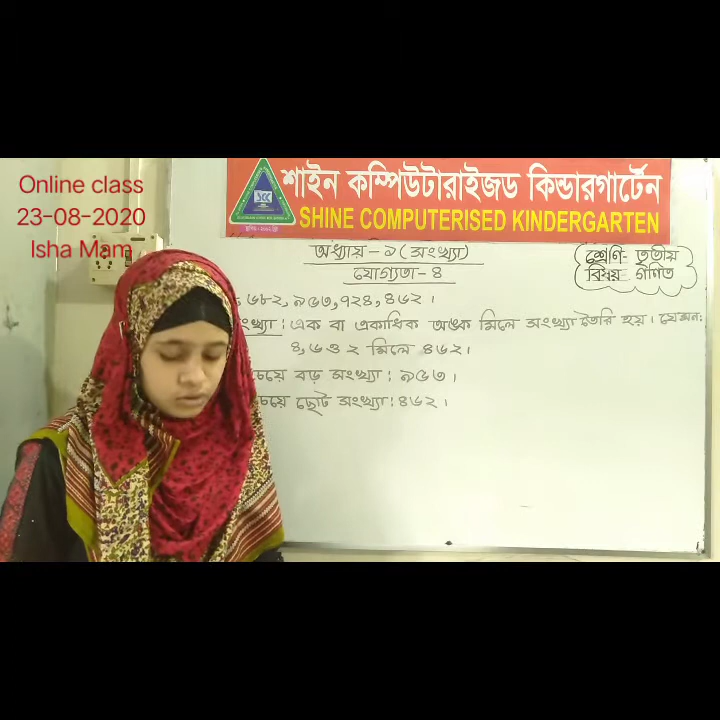 Online class
23-08-2020
Isha Mam
শাইন কম্পিউটারাইজড কিন্ডারগার্টেন
SHINE COMPUTERISED KINDERGARTEN
অধ্যায় - ১ (সংখ্যা)
যোগ্যতা - ৪
শ্রেণি - তৃতীয়
বিষয় গণিত
৬৮২, ৯৫৩, ৭২৪, ৪৬২।
ংখ্যা: এক বা একাধিক অঙ্ক মিলে সংখ্যা তৈরি হয়। যেমন:
৪, ৬ ও ২ মিলে ৪৬২।
চেয়ে বড় সংখ্যা: ৯৫৩।
চেয়ে ছোট সংখ্যা: ৪৬২।